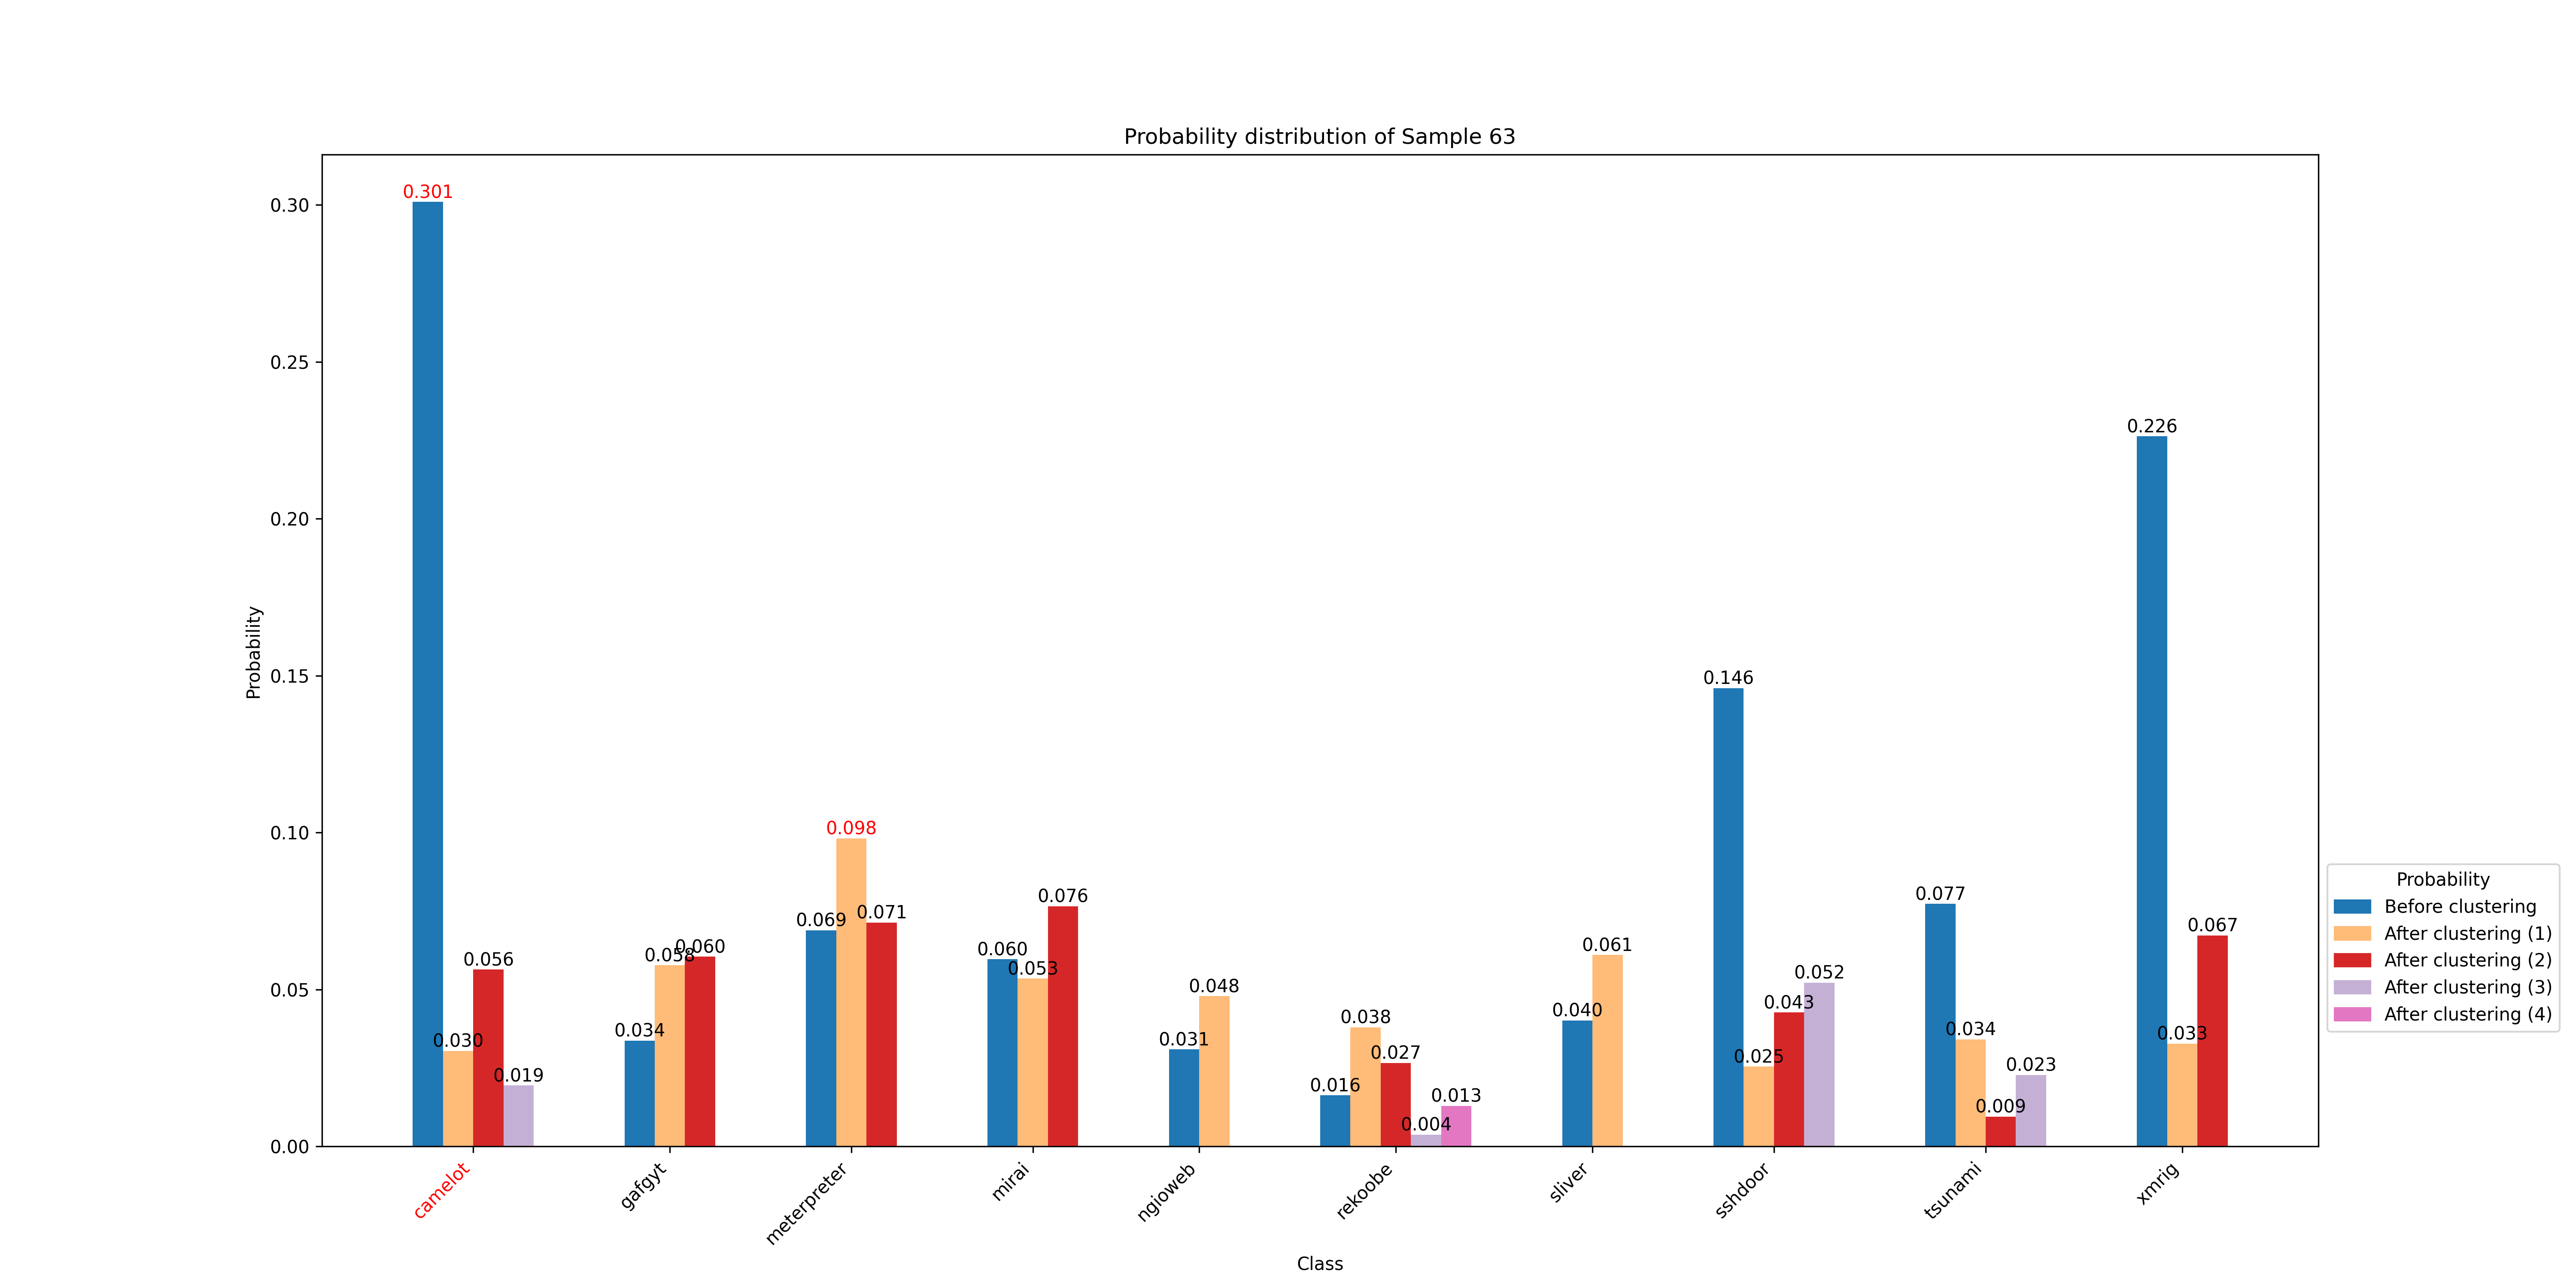 Probability distribution of Sample 63
Probability
0.30
0.25
0.20
0.15
0.10
0.05
0.00
0.301
0.030
0.056
0.019
0.034
0.058
0.060
0.069
0.098
0.071
0.060
0.053
0.076
0.031
0.048
0.016
0.038
0.027
0.004
0.013
0.040
0.061
0.146
0.025
0.043
0.052
0.077
0.034
0.009
0.023
0.226
0.033
0.067
camelot
gafgyt
meterpreter
mirai
ngioweb
rekoobe
sliver
sshdoor
tsunami
xmrig
Class
Probability
Before clustering
After clustering (1)
After clustering (2)
After clustering (3)
After clustering (4)